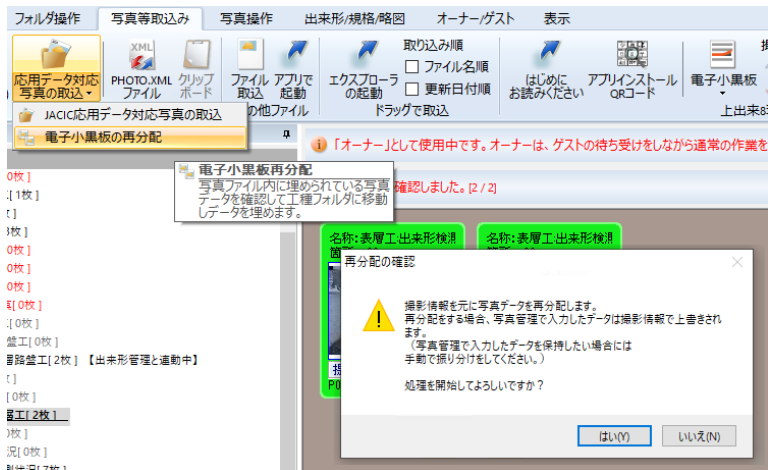 フォルダ操作 写真等取込み 写真操作 出来形/規格/略図 オーナー/ゲスト 表示
応用データ対応
写真の取込
PHOTO.XML
ファイル
クリップ
ボード
ファイル
取込
アプリで
起動
エクスプローラ
の起動
取り込み順
ファイル名順
更新日付順
はじめに
お読みください
アプリインストール
QRコード
電子小黒板
の他ファイル ドラッグで取込 上出来8
JACIC応用データ対応写真の取込
電子小黒板の再分配
電子小黒板再分配
写真ファイル内に埋められている写真
データを確認して工種フォルダに移動
しデータを埋めます。
「オーナー」として使用中です。オーナーは、ゲストの待ち受けをしながら通常の作業を
確認しました。[2 / 2]
0枚 ]
[ 1枚 ]
]
3枚 ]
0枚 ]
0枚 ]
0枚 ]
[ 0枚 ]
[ 0枚 ]
盤工[ 0枚 ]
層路盤工[ 2枚 ] 【出来形管理と連動中】
]
[ 0枚 ]
層工[ 2枚 ]
0枚 ]
況[ 0枚 ]
削状況[ 7枚 ]
名称:表層工:出来形検測 名称:表層工:出来形検測
再分配の確認
撮影情報を元に写真データを再分配します。
再分配をする場合、写真管理で入力したデータは撮影情報で上書きされ
ます。
（写真管理で入力したデータを保持したい場合には
手動で振り分けをしてください。）
処理を開始してよろしいですか？
はい(Y) いいえ(N)